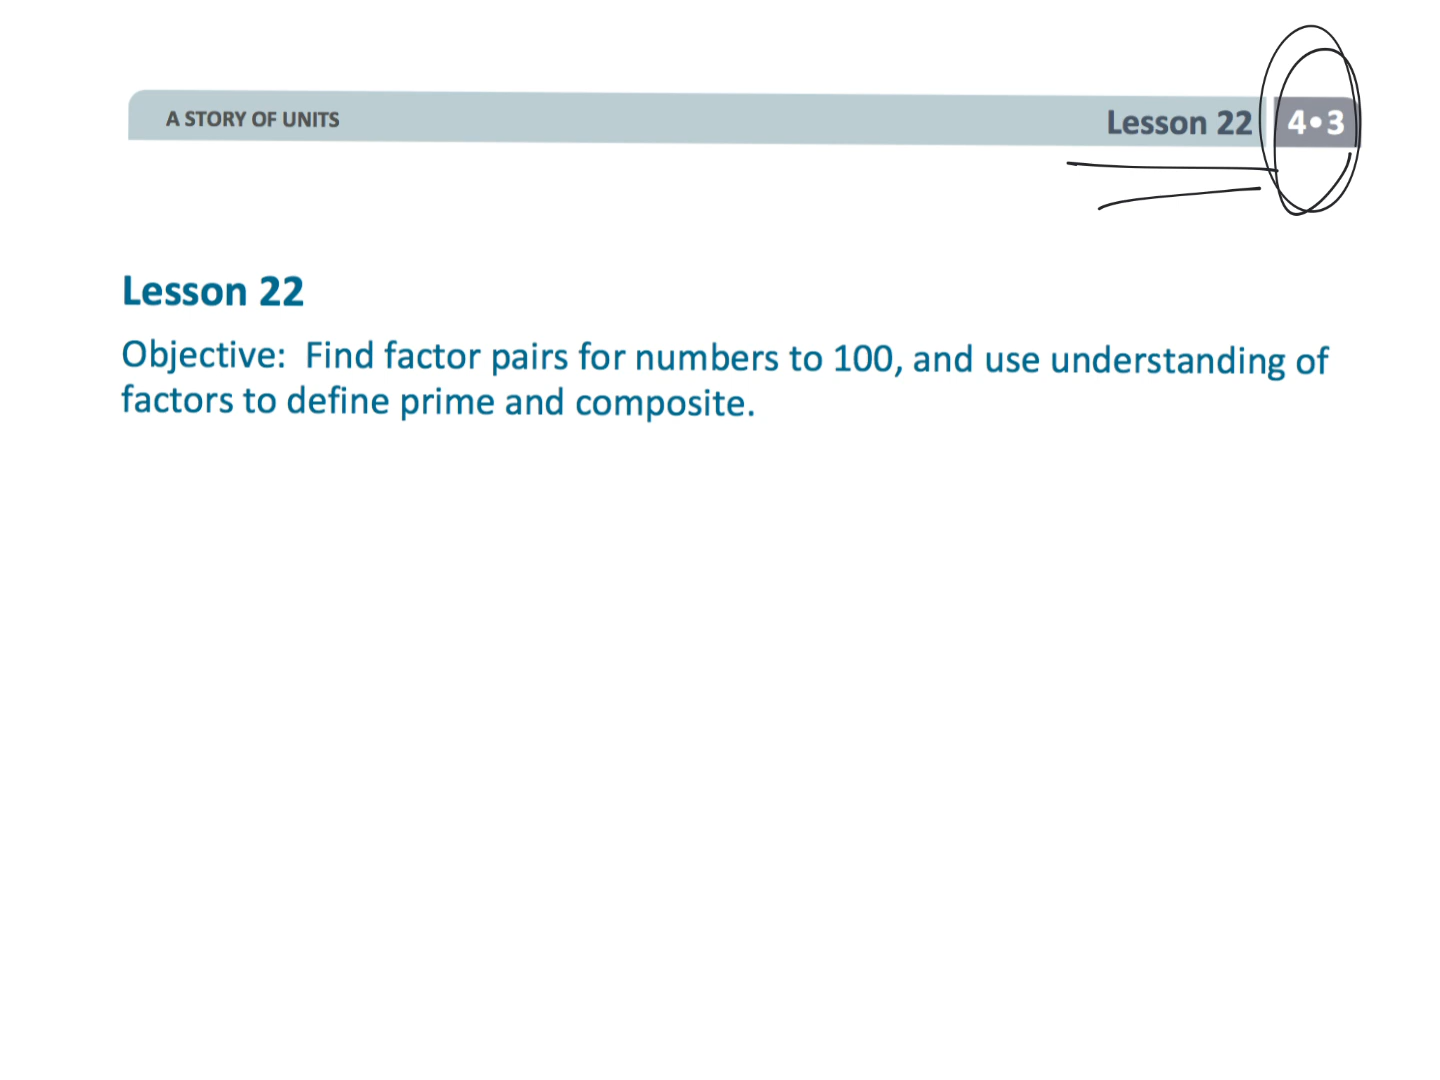 A STORY OF UNITS
Lesson 22 4•3
Lesson 22
Objective: Find factor pairs for numbers to 100, and use understanding of
factors to define prime and composite.